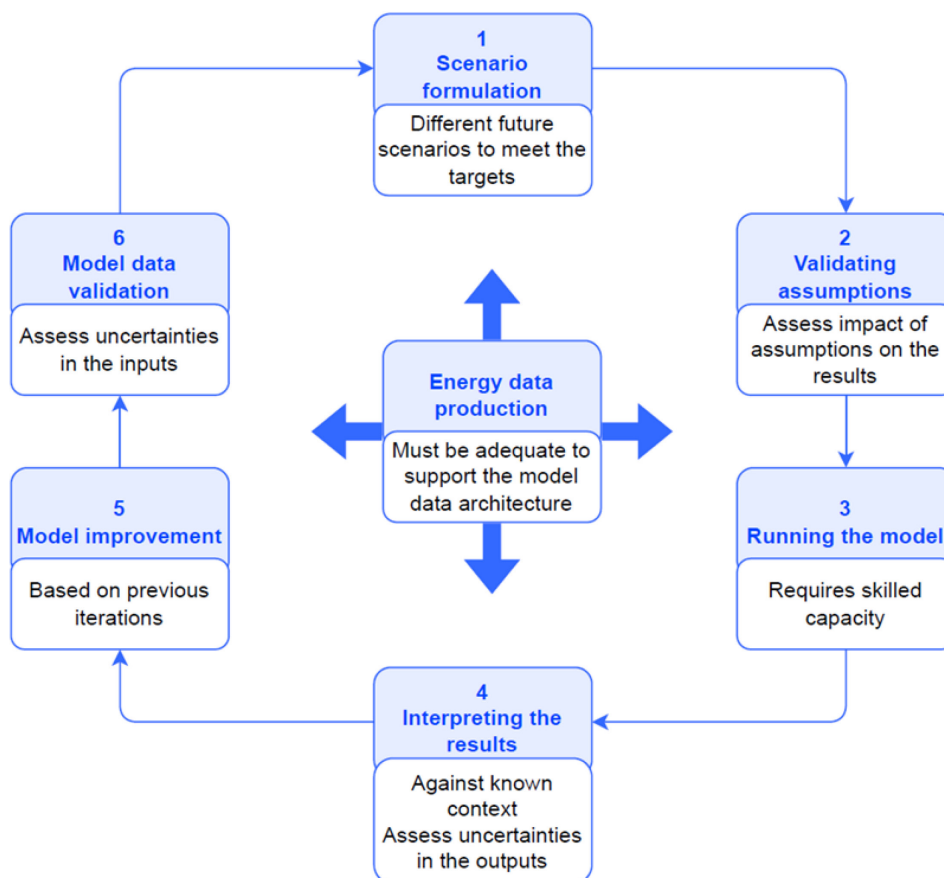 1
Scenario
formulation
Different future
scenarios to meet the
targets
2
Validating
assumptions
Assess impact of
assumptions on the
results
3
Running the model
Requires skilled
capacity
4
Interpreting the
results
Against known
context
Assess uncertainties
in the outputs
5
Model improvement
Based on previous
iterations
6
Model data
validation
Assess uncertainties
in the inputs
Energy data
production
Must be adequate to
support the model
data architecture